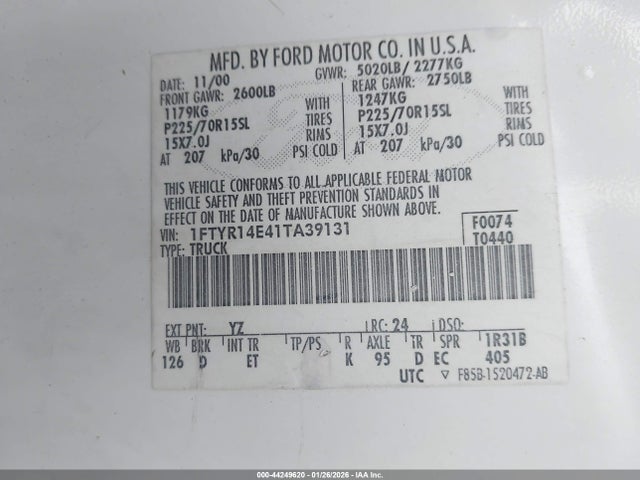 MFD. BY FORD MOTOR CO. IN U.S.A.
DATE: 11/00 GVWR: 5020LB/ 2277KG
FRONT GAWR: 2600LB REAR GAWR: 2750LB
1179KG WITH 1247KG WITH
P225/70R15SL TIRES P225/70R15SL TIRES
15X7.0J RIMS 15X7.0J RIMS
AT 207 kPa/30 PSI COLD AT 207 kPa/30 PSI COLD
THIS VEHICLE CONFORMS TO ALL APPLICABLE FEDERAL MOTOR
VEHICLE SAFETY AND THEFT PREVENTION STANDARDS IN
EFFECT ON THE DATE OF MANUFACTURE SHOWN ABOVE.
VIN: 1FTYR14E41TA39131 F0074
TYPE: TRUCK T0440
EXT PNT: YZ RC: 24 DSO:
WB BRK INT TR TP/PS R AXLE TR SPR 1R31B
126 D ET K 95 D EC 405
UTC ▽ F85B-1520472-AB
000-44249620 - 01/26/2026 - IAA Inc.